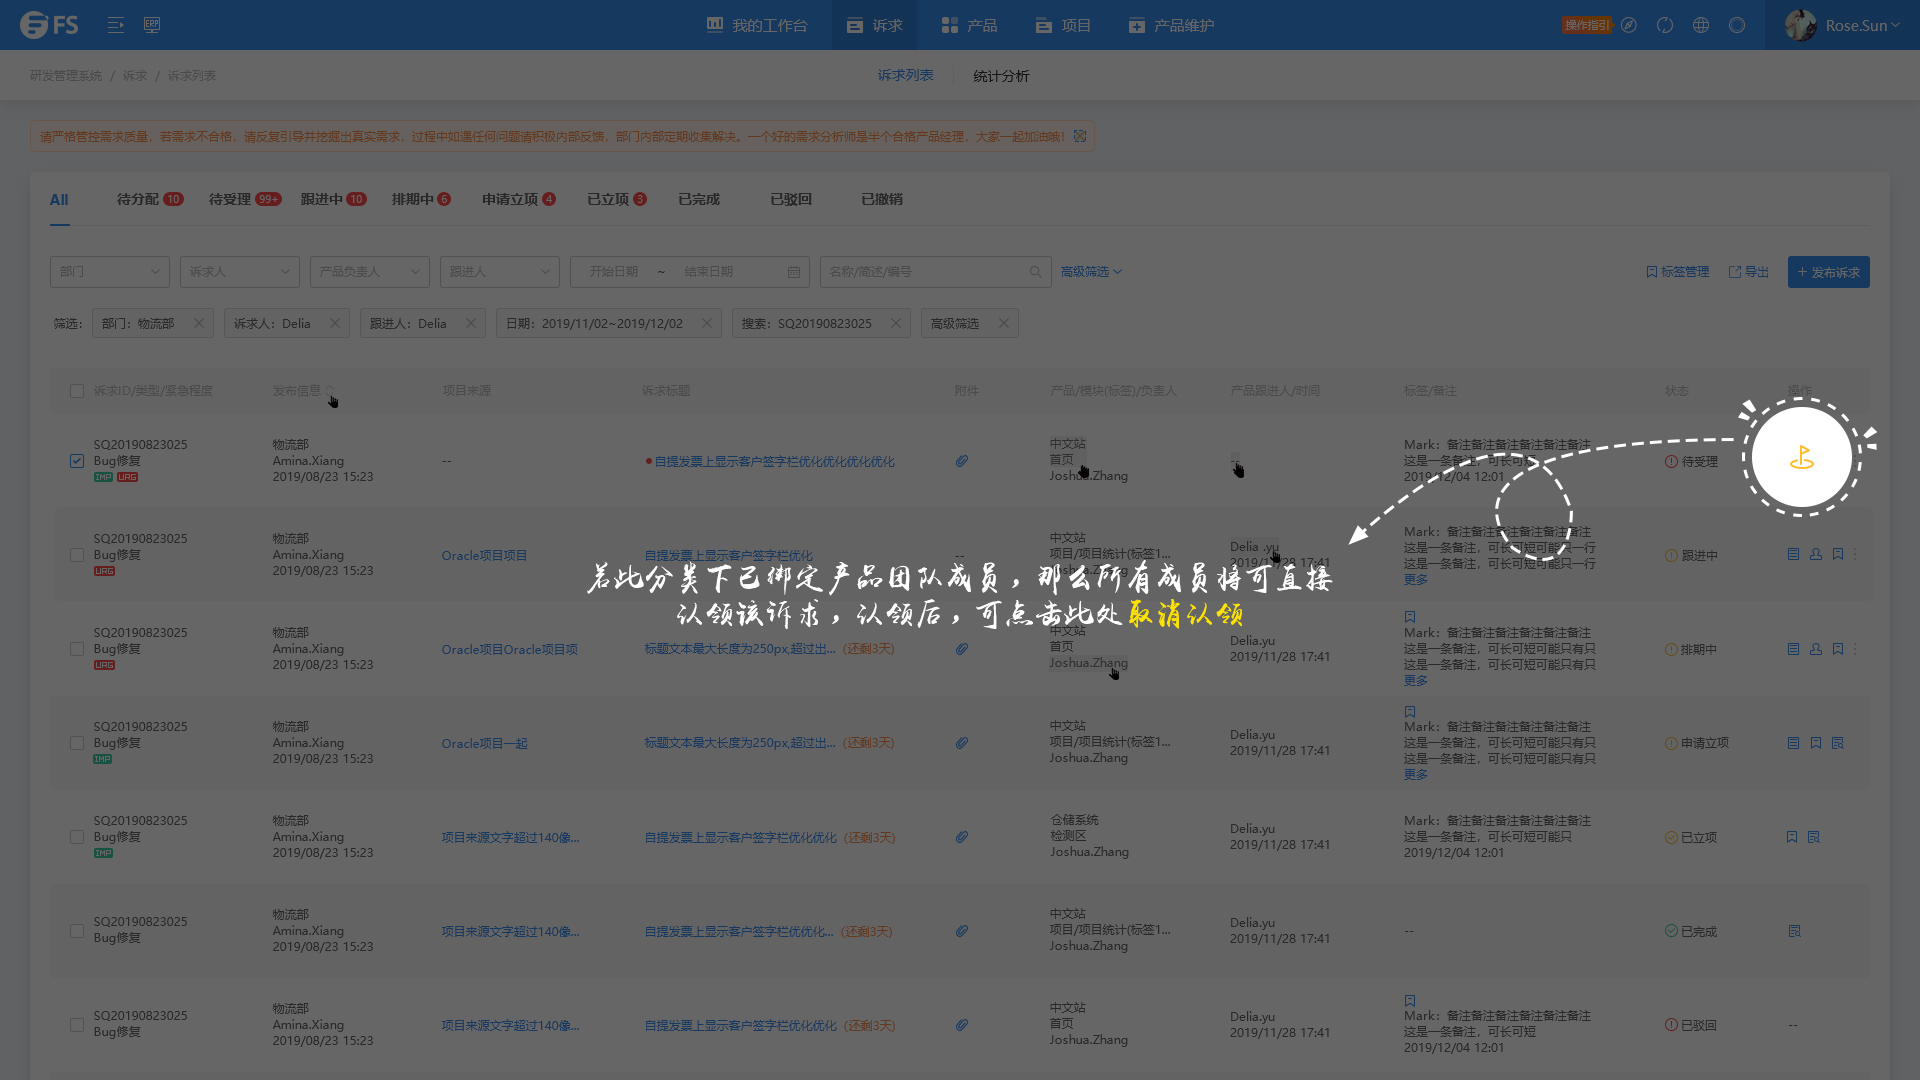 FS
ERP
我的工作台
诉求
产品
项目
产品维护
操作指引
Rose.Sun
研发管理系统 / 诉求 / 诉求列表
诉求列表
统计分析
请严格管控需求质量，若需求不合格，请反复引导并挖掘出真实需求，过程中如遇任何问题请积极内部反馈，部门内部定期收集解决。一个好的需求分析师是半个合格产品经理，大家一起加油哦！
All 待分配 10 待受理 99+ 跟进中 10 排期中 6 申请立项 4 已立项 3 已完成 已驳回 已撤销
部门 诉求人 产品负责人 跟进人 开始日期 ~ 结束日期 名称/简述/编号 高级筛选
标签管理 导出 + 发布诉求
筛选： 部门：物流部 诉求人：Delia 跟进人：Delia 日期：2019/11/02~2019/12/02 搜索：SQ20190823025 高级筛选
诉求ID/类型/紧急程度 发布信息 项目来源 诉求标题 附件 产品/模块(标签)/负责人 产品跟进人/时间 标签/备注 状态 操作
SQ20190823025
Bug修复
IMP URG
物流部
Amina.Xiang
2019/08/23 15:23
--
自提发票上显示客户签字栏优化优化优化优化
中文站
首页
Joshua.Zhang
--
Mark：备注备注备注备注备注备注
这是一条备注，可长可短
2019/12/04 12:01
待受理
SQ20190823025
Bug修复
URG
物流部
Amina.Xiang
2019/08/23 15:23
Oracle项目项目
自提发票上显示客户签字栏优化
--
中文站
项目/项目统计(标签1...
Delia .yu
2019/11/28 17:41
Mark：备注备注备注备注备注备注
这是一条备注，可长可短可能只一行
这是一条备注，可长可短可能只一行
更多
跟进中
若此分类下已绑定产品团队成员，那么所有成员将可直接
认领该诉求，认领后，可点击此处取消认领
SQ20190823025
Bug修复
URG
物流部
Amina.Xiang
2019/08/23 15:23
Oracle项目Oracle项目项
标题文本最大长度为250px,超过出... (还剩3天)
中文站
首页
Joshua.Zhang
Delia.yu
2019/11/28 17:41
Mark：备注备注备注备注备注备注
这是一条备注，可长可短可能只有只
这是一条备注，可长可短可能只有只
更多
排期中
SQ20190823025
Bug修复
IMP
物流部
Amina.Xiang
2019/08/23 15:23
Oracle项目一起
标题文本最大长度为250px,超过出... (还剩3天)
中文站
项目/项目统计(标签1...
Joshua.Zhang
Delia.yu
2019/11/28 17:41
Mark：备注备注备注备注备注备注
这是一条备注，可长可短可能只有只
这是一条备注，可长可短可能只有只
更多
申请立项
SQ20190823025
Bug修复
IMP
物流部
Amina.Xiang
2019/08/23 15:23
项目来源文字超过140像...
自提发票上显示客户签字栏优化优化 (还剩3天)
仓储系统
检测区
Joshua.Zhang
Delia.yu
2019/11/28 17:41
Mark：备注备注备注备注备注备注
这是一条备注，可长可短可能只
2019/12/04 12:01
已立项
SQ20190823025
Bug修复
物流部
Amina.Xiang
2019/08/23 15:23
项目来源文字超过140像...
自提发票上显示客户签字栏优优化... (还剩3天)
中文站
项目/项目统计(标签1...
Joshua.Zhang
Delia.yu
2019/11/28 17:41
--
已完成
SQ20190823025
Bug修复
物流部
Amina.Xiang
2019/08/23 15:23
项目来源文字超过140像...
自提发票上显示客户签字栏优化优化 (还剩3天)
中文站
首页
Joshua.Zhang
Delia.yu
2019/11/28 17:41
Mark：备注备注备注备注备注备注
这是一条备注，可长可短
2019/12/04 12:01
已驳回
--